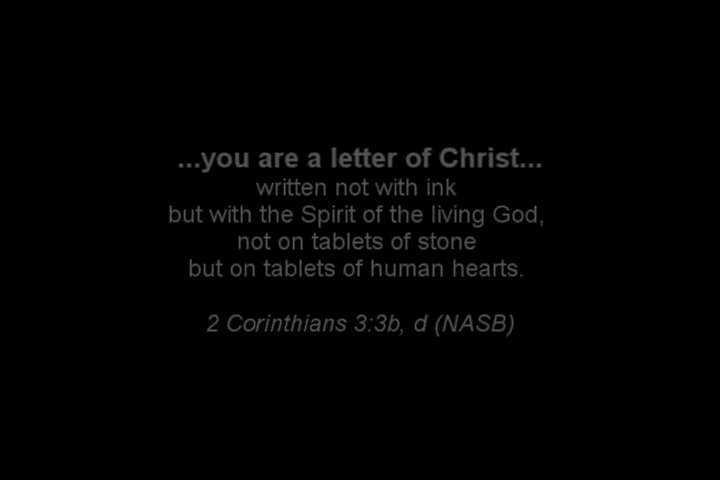 ...you are a letter of Christ...
written not with ink
but with the Spirit of the living God,
not on tablets of stone
but on tablets of human hearts.
2 Corinthians 3:3b, d (NASB)